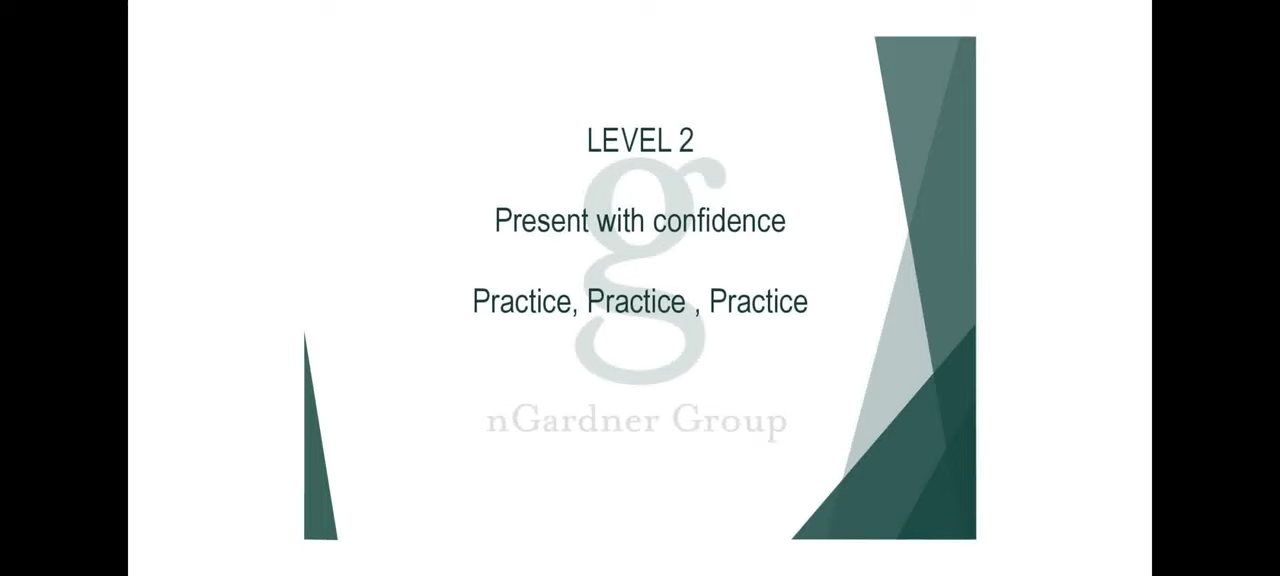 LEVEL 2
Present with confidence
Practice, Practice , Practice
g
nGardner Group